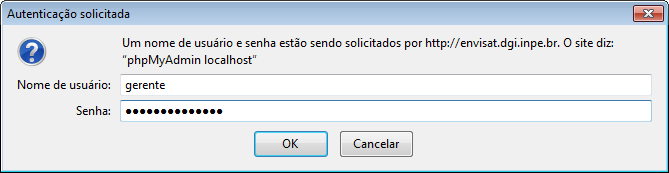 Autenticação solicitada
Um nome de usuário e senha estão sendo solicitados por http://envisat.dgi.inpe.br. O site diz:
"phpMyAdmin localhost"
Nome de usuário: gerente
Senha: ●●●●●●●●●●●●●●
OK Cancelar